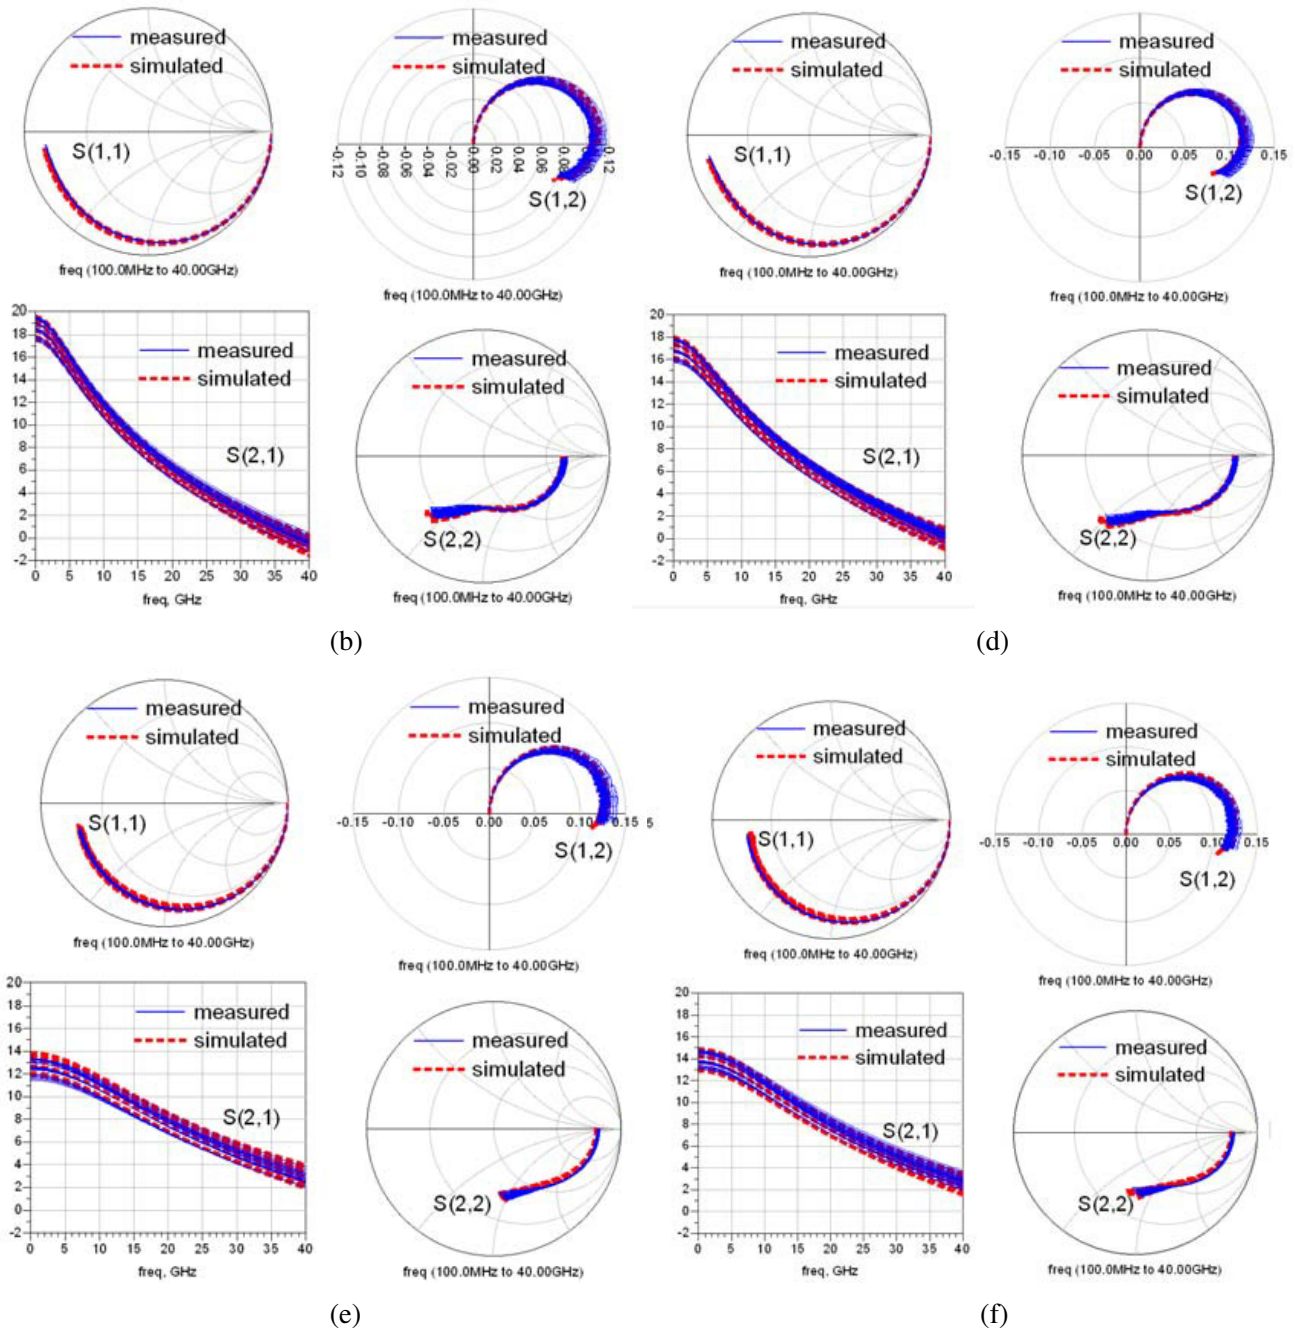 measured
simulated
S(1,1)
freq (100.0MHz to 40.00GHz)
measured
simulated
-0.12 -0.10 -0.08 -0.06 -0.04 -0.02 0.00 0.02 0.04 0.06 0.08 0.10 0.12
S(1,2)
freq (100.0MHz to 40.00GHz)
measured
simulated
S(1,1)
freq (100.0MHz to 40.00GHz)
measured
simulated
-0.15 -0.10 -0.05 0.00 0.05 0.10 0.15
S(1,2)
freq (100.0MHz to 40.00GHz)
20
18
16
14
12
10
8
6
4
2
0
-2
measured
simulated
S(2,1)
0 5 10 15 20 25 30 35 40
freq, GHz
measured
simulated
S(2,2)
freq (100.0MHz to 40.00GHz)
20
18
16
14
12
10
8
6
4
2
0
-2
measured
simulated
S(2,1)
0 5 10 15 20 25 30 35 40
freq, GHz
measured
simulated
S(2,2)
freq (100.0MHz to 40.00GHz)
(b)
(d)
measured
simulated
S(1,1)
freq (100.0MHz to 40.00GHz)
measured
simulated
-0.15 -0.10 -0.05 0.00 0.05 0.10 0.15 5
S(1,2)
freq (100.0MHz to 40.00GHz)
measured
simulated
S(1,1)
freq (100.0MHz to 40.00GHz)
measured
simulated
-0.15 -0.10 -0.05 0.00 0.05 0.10 0.15
S(1,2)
freq (100.0MHz to 40.00GHz)
20
18
16
14
12
10
8
6
4
2
0
-2
measured
simulated
S(2,1)
0 5 10 15 20 25 30 35 40
freq, GHz
measured
simulated
S(2,2)
freq (100.0MHz to 40.00GHz)
20
18
16
14
12
10
8
6
4
2
0
-2
measured
simulated
S(2,1)
0 5 10 15 20 25 30 35 40
freq, GHz
measured
simulated
S(2,2)
freq (100.0MHz to 40.00GHz)
(e)
(f)